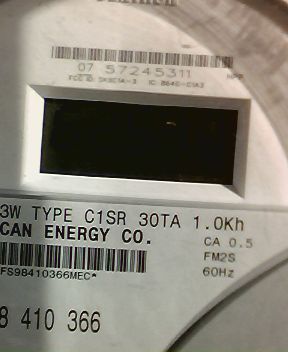 07 57245311
3W TYPE C1SR 30TA 1.0Kh
CAN ENERGY CO.
CA 0.5
FM2S
60Hz
FS98410366MEC*
8 410 366